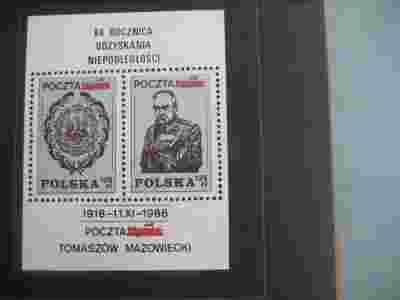 68 ROCZNICA
ODZYSKANIA
NIEPODLEGŁOŚCI
POCZTA
POLSKA
POCZTA
POLSKA
1918-11.XI-1986
POCZTA
TOMASZÓW MAZOWIECKI